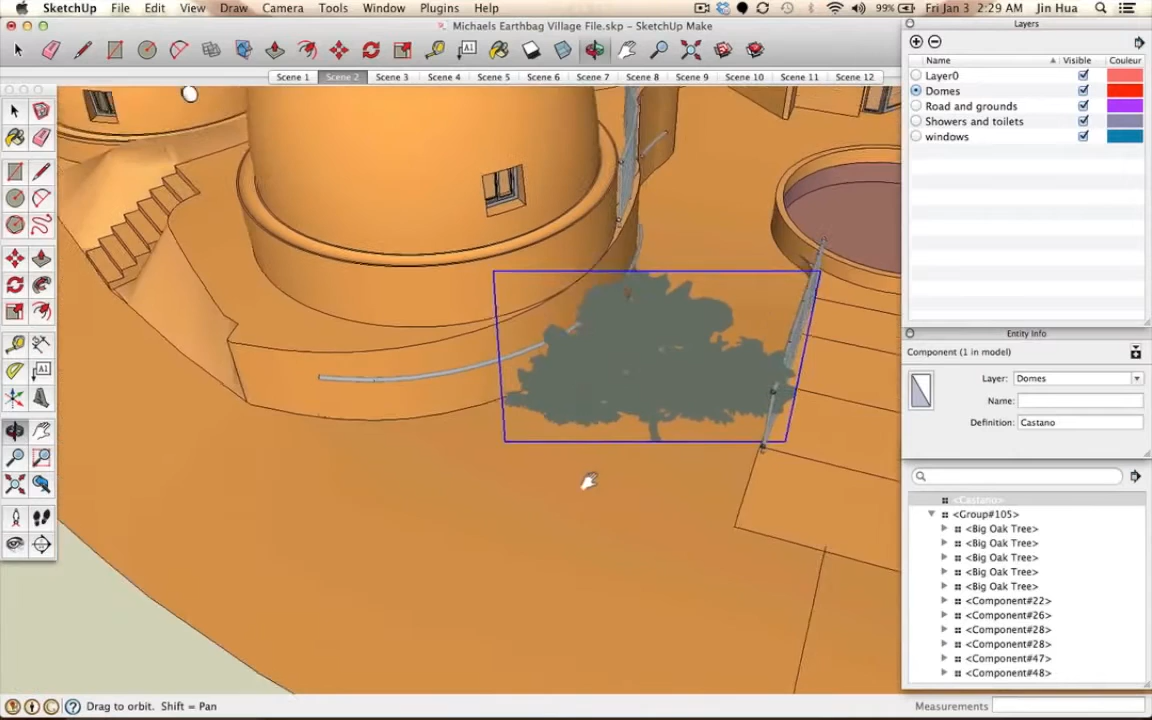 SketchUp File Edit View Draw Camera Tools Window Plugins Help 99% Fri Jan 3 2:29 AM Jin Hua
Michaels Earthbag Village File.skp - SketchUp Make
Layers
Scene 1 Scene 2 Scene 3 Scene 4 Scene 5 Scene 6 Scene 7 Scene 8 Scene 9 Scene 10 Scene 11 Scene 12
Name Visible Couleur
Layer0
Domes
Road and grounds
Showers and toilets
windows
Entity Info
Component (1 in model)
Layer: Domes
Name:
Definition: Castano
<Castano>
<Group#105>
<Big Oak Tree>
<Big Oak Tree>
<Big Oak Tree>
<Big Oak Tree>
<Big Oak Tree>
<Component#22>
<Component#26>
<Component#28>
<Component#28>
<Component#47>
<Component#48>
Drag to orbit. Shift = Pan
Measurements